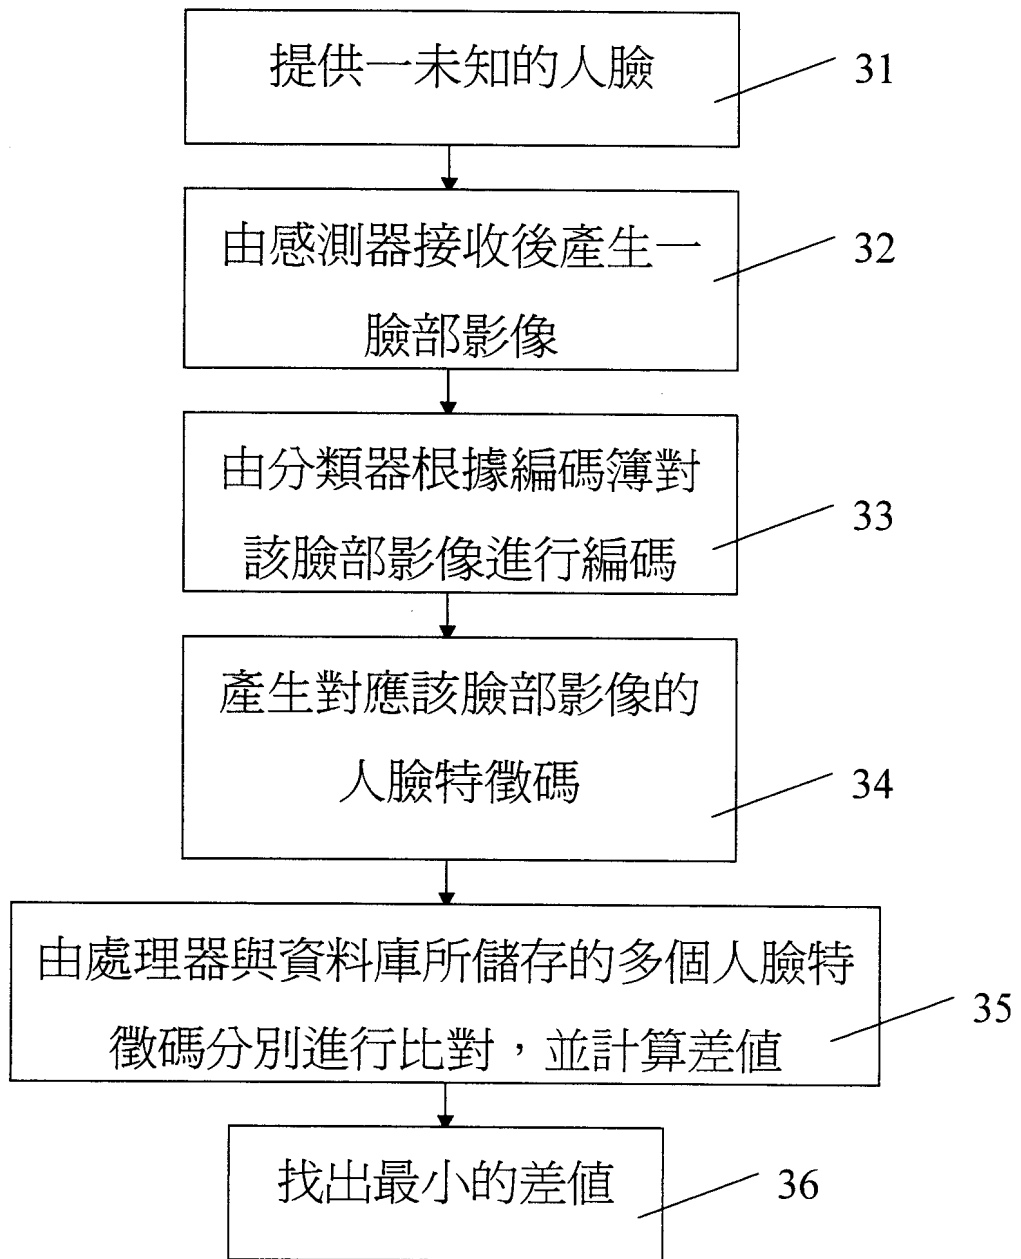 提供一未知的人臉
31
由感測器接收後產生一
臉部影像
32
由分類器根據編碼簿對
該臉部影像進行編碼
33
產生對應該臉部影像的
人臉特徵碼
34
由處理器與資料庫所儲存的多個人臉特
徵碼分別進行比對，並計算差值
35
找出最小的差值
36